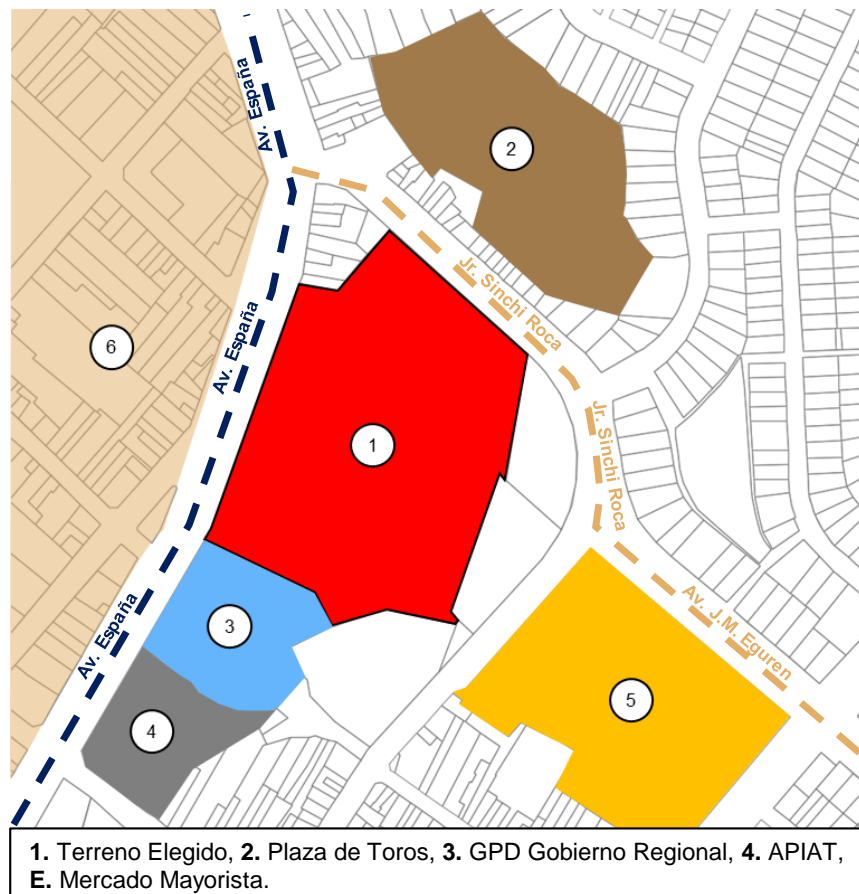 Av. España
2
Jr. Sinchi Roca
Av. España
6
1
Jr. Sinchi Roca
Av. España
3
Av. J.M. Eguren
5
4
1. Terreno Elegido, 2. Plaza de Toros, 3. GPD Gobierno Regional, 4. APIAT,
E. Mercado Mayorista.